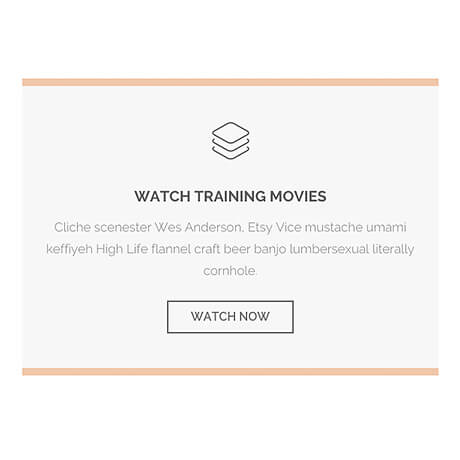 WATCH TRAINING MOVIES
Cliche scenester Wes Anderson, Etsy Vice mustache umami
keffiyeh High Life flannel craft beer banjo lumbersexual literally
cornhole.
WATCH NOW